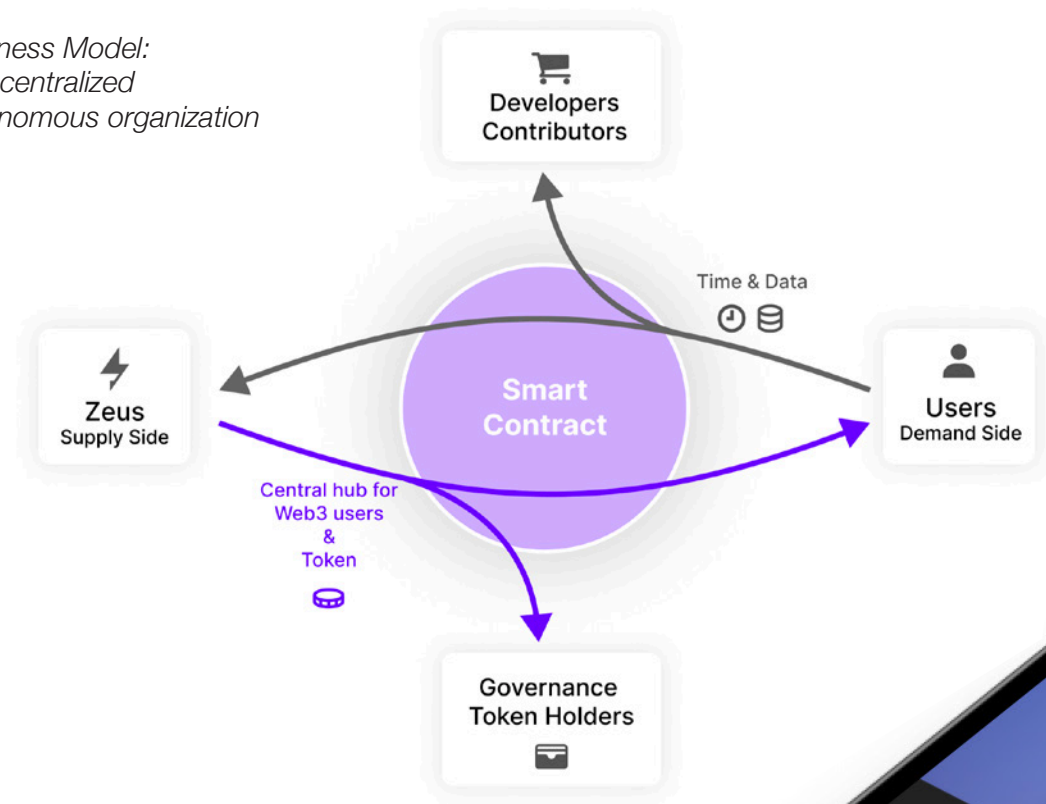 ness Model:
centralized
nomous organization
Developers
Contributors
Time & Data
Zeus
Supply Side
Smart
Contract
Users
Demand Side
Central hub for
Web3 users
&
Token
Governance
Token Holders